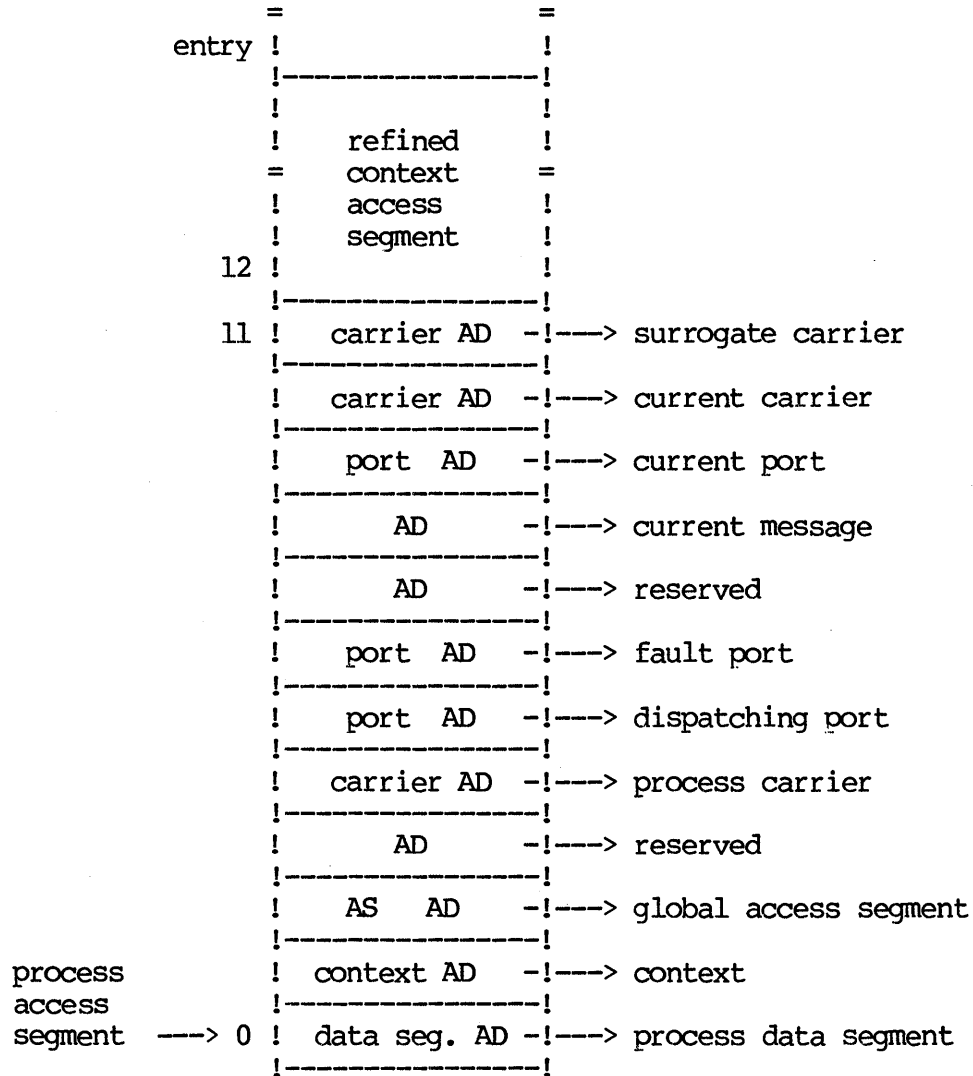 =                 =
entry !                 !
!-----------------!
!                 !
!     refined     !
=     context     =
!     access      !
!     segment     !
12 !                 !
!-----------------!
11 !   carrier AD   -!---> surrogate carrier
!-----------------!
!   carrier AD   -!---> current carrier
!-----------------!
!    port  AD    -!---> current port
!-----------------!
!       AD       -!---> current message
!-----------------!
!       AD       -!---> reserved
!-----------------!
!    port  AD    -!---> fault port
!-----------------!
!    port  AD    -!---> dispatching port
!-----------------!
!   carrier AD   -!---> process carrier
!-----------------!
!       AD       -!---> reserved
!-----------------!
!    AS   AD     -!---> global access segment
!-----------------!
process ! context AD   -!---> context
access !-----------------!
segment ---> 0 !  data seg. AD -!---> process data segment
!-----------------!